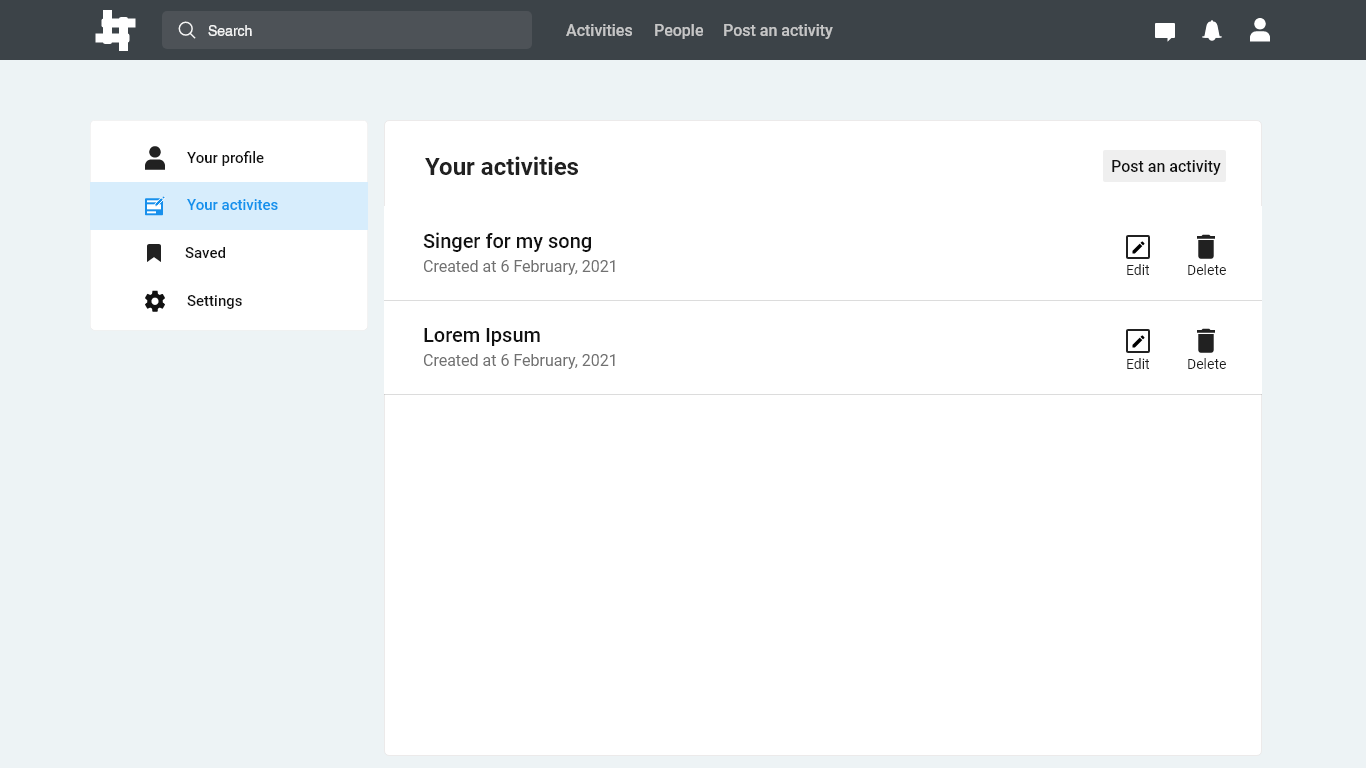 Search
Activities
People
Post an activity
Your profile
Your activites
Saved
Settings
Your activities
Post an activity
Singer for my song
Created at 6 February, 2021
Edit
Delete
Lorem Ipsum
Created at 6 February, 2021
Edit
Delete